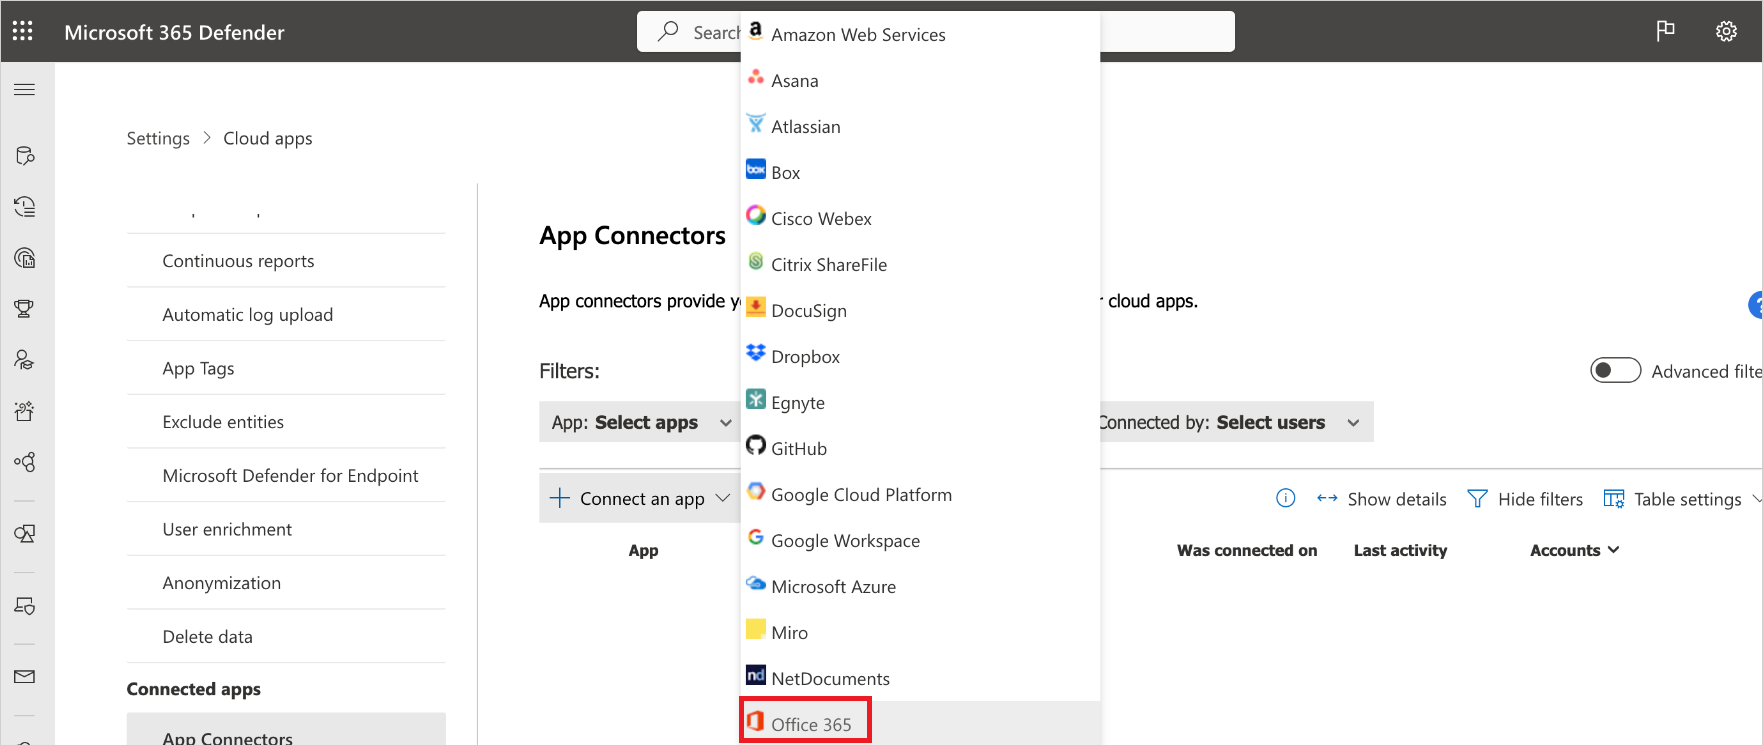 Microsoft 365 Defender
Search
Settings > Cloud apps
Continuous reports
Automatic log upload
App Tags
Exclude entities
Microsoft Defender for Endpoint
User enrichment
Anonymization
Delete data
Connected apps
App Connectors
App Connectors
App connectors provide
cloud apps.
Filters:
App: Select apps
Connected by: Select users
Advanced
Connect an app
Show details
Hide filters
Table settings
App
Was connected on
Last activity
Accounts
Amazon Web Services
Asana
Atlassian
box Box
Cisco Webex
Citrix ShareFile
DocuSign
Dropbox
Egnyte
GitHub
Google Cloud Platform
Google Workspace
Microsoft Azure
Miro
nd NetDocuments
Office 365